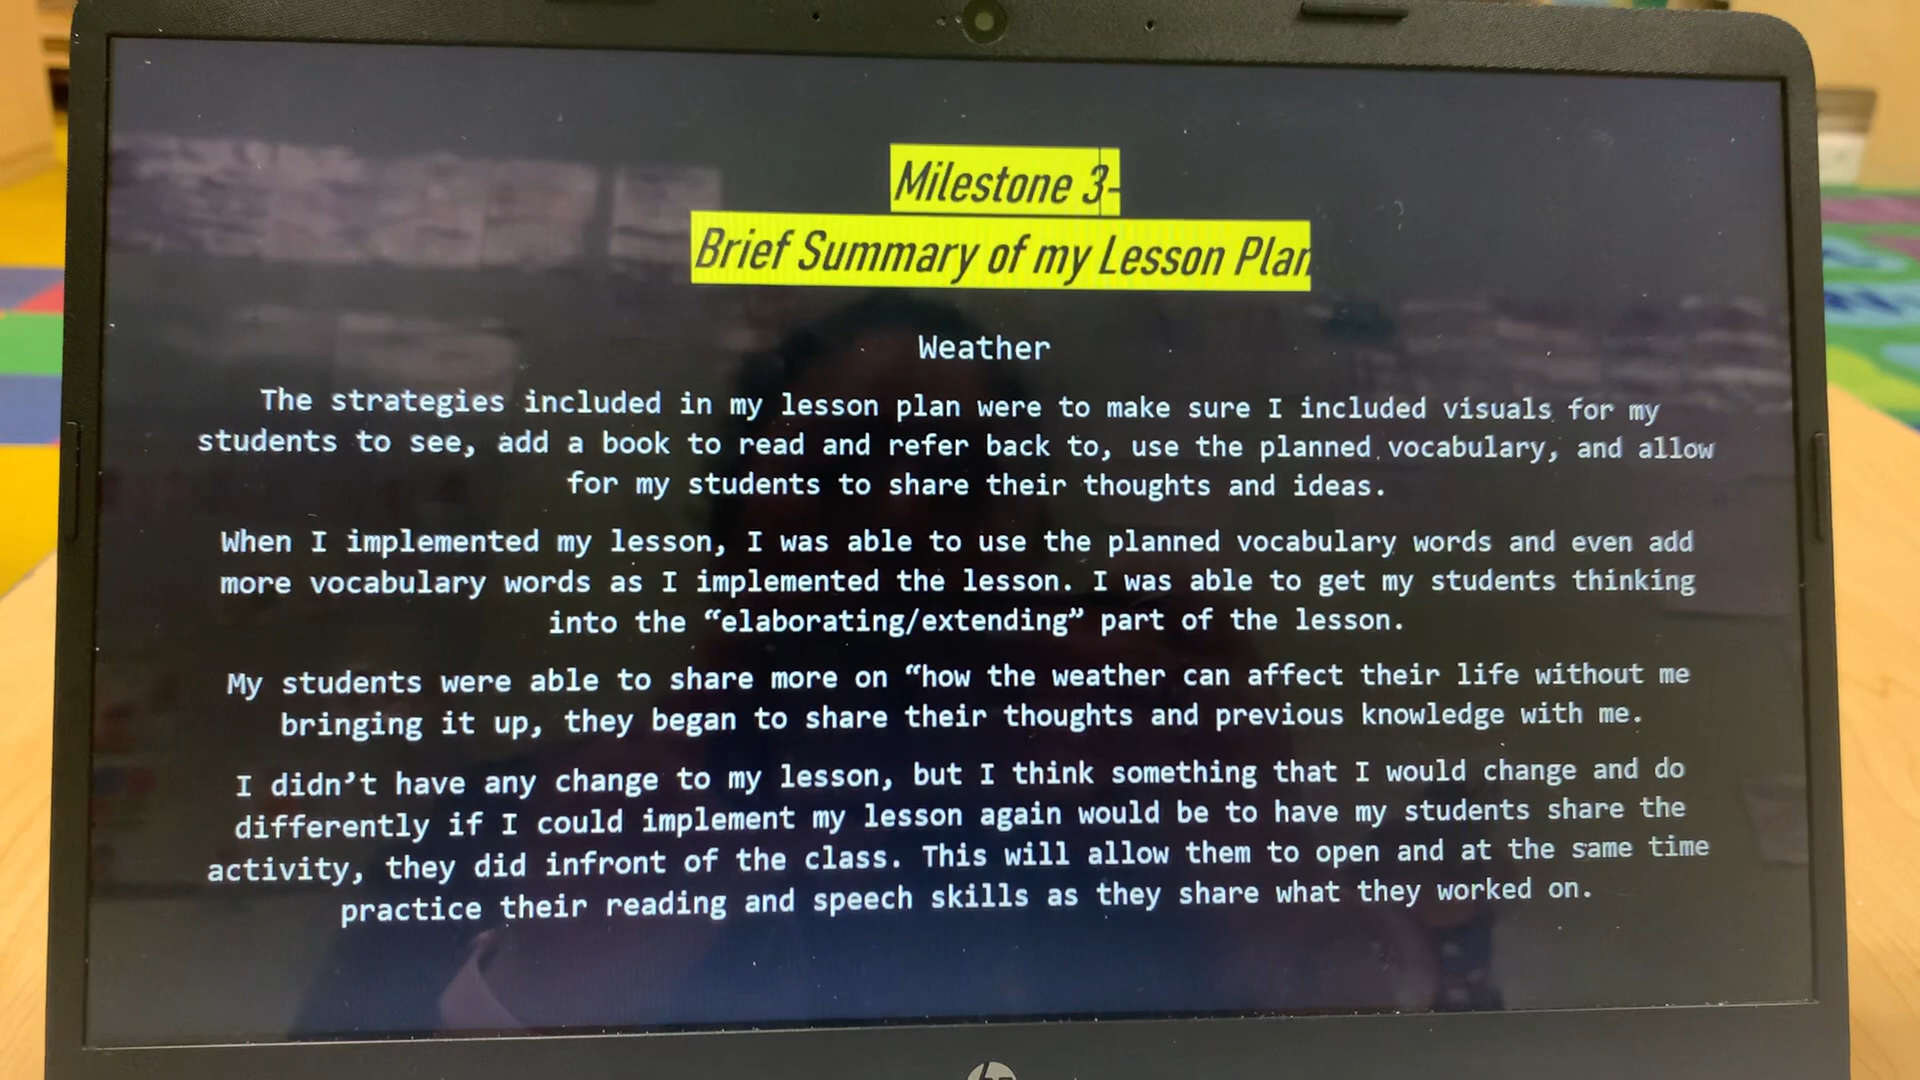 Milestone 3-
Brief Summary of my Lesson Plan
Weather
The strategies included in my lesson plan were to make sure I included visuals for my
students to see, add a book to read and refer back to, use the planned vocabulary, and allow
for my students to share their thoughts and ideas.
When I implemented my lesson, I was able to use the planned vocabulary words and even add
more vocabulary words as I implemented the lesson. I was able to get my students thinking
into the “elaborating/extending” part of the lesson.
My students were able to share more on “how the weather can affect their life without me
bringing it up, they began to share their thoughts and previous knowledge with me.
I didn’t have any change to my lesson, but I think something that I would change and do
differently if I could implement my lesson again would be to have my students share the
activity, they did infront of the class. This will allow them to open and at the same time
practice their reading and speech skills as they share what they worked on.
hp